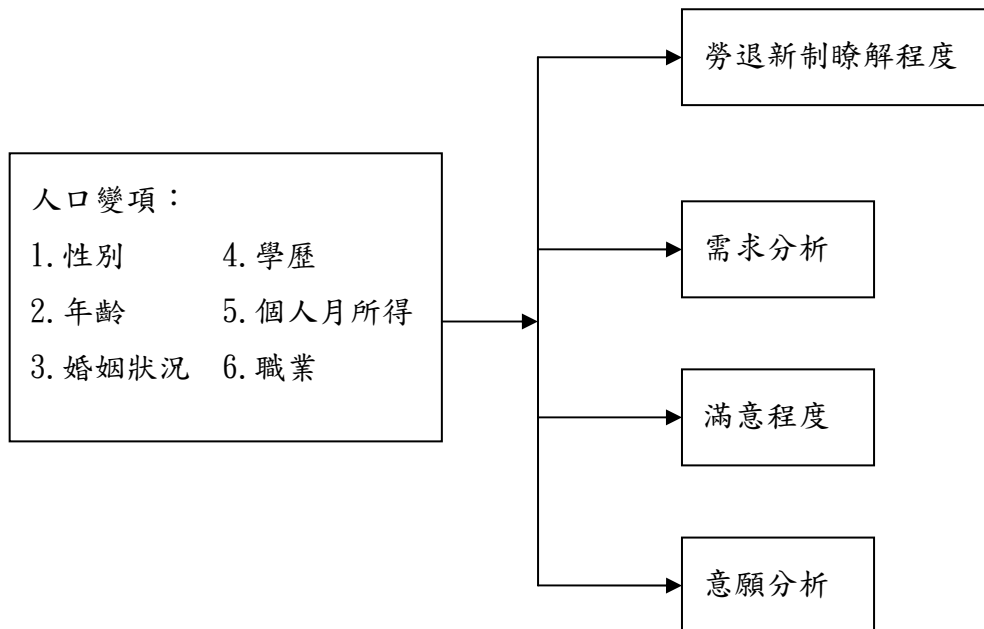 人口變項：
1.性別 4.學歷
2.年齡 5.個人月所得
3.婚姻狀況 6.職業
勞退新制瞭解程度
需求分析
滿意程度
意願分析